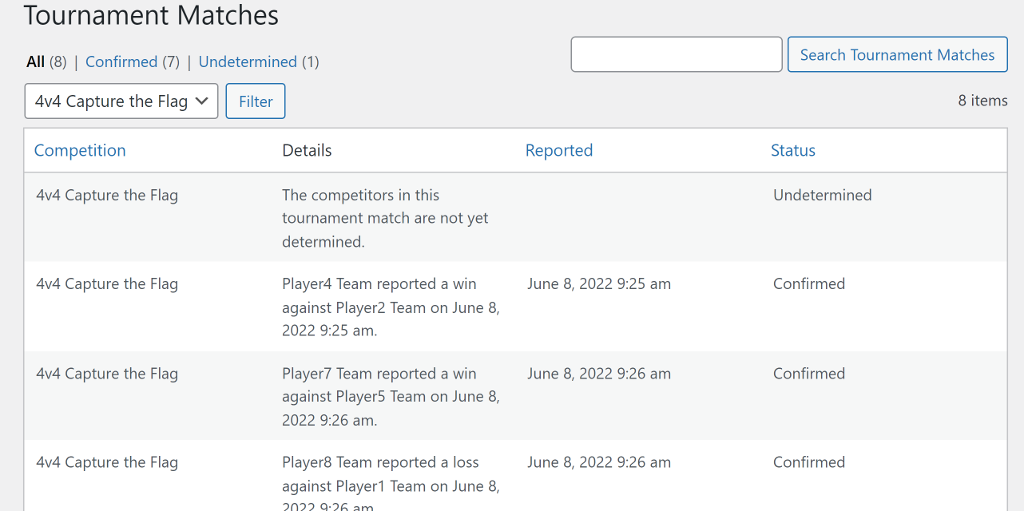 Tournament Matches
All (8) | Confirmed (7) | Undetermined (1)
Search Tournament Matches
4v4 Capture the Flag Filter
8 items
Competition Details Reported Status
4v4 Capture the Flag The competitors in this Undetermined
tournament match are not yet
determined.
4v4 Capture the Flag Player4 Team reported a win June 8, 2022 9:25 am Confirmed
against Player2 Team on June 8,
2022 9:25 am.
4v4 Capture the Flag Player7 Team reported a win June 8, 2022 9:26 am Confirmed
against Player5 Team on June 8,
2022 9:26 am.
4v4 Capture the Flag Player8 Team reported a loss June 8, 2022 9:26 am Confirmed
against Player1 Team on June 8,
2022 9:26 am